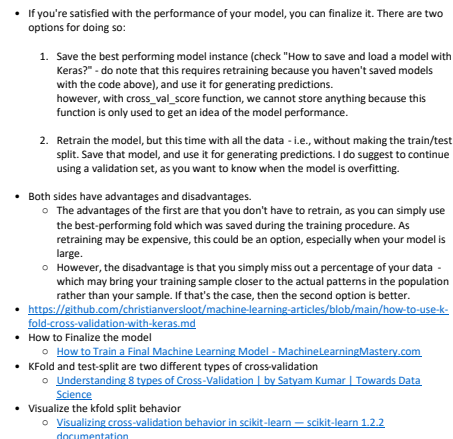 • If you're satisfied with the performance of your model, you can finalize it. There are two
options for doing so:
1. Save the best performing model instance (check "How to save and load a model with
Keras?" - do note that this requires retraining because you haven't saved models
with the code above), and use it for generating predictions.
however, with cross_val_score function, we cannot store anything because this
function is only used to get an idea of the model performance.
2. Retrain the model, but this time with all the data - i.e., without making the train/test
split. Save that model, and use it for generating predictions. I do suggest to continue
using a validation set, as you want to know when the model is overfitting.
• Both sides have advantages and disadvantages.
○ The advantages of the first are that you don't have to retrain, as you can simply use
the best-performing fold which was saved during the training procedure. As
retraining may be expensive, this could be an option, especially when your model is
large.
○ However, the disadvantage is that you simply miss out a percentage of your data -
which may bring your training sample closer to the actual patterns in the population
rather than your sample. If that's the case, then the second option is better.
• https://github.com/christianversloot/machine-learning-articles/blob/main/how-to-use-k-
fold-cross-validation-with-keras.md
• How to Finalize the model
○ How to Train a Final Machine Learning Model - MachineLearningMastery.com
• KFold and test-split are two different types of cross-validation
○ Understanding 8 types of Cross-Validation | by Satyam Kumar | Towards Data
Science
• Visualize the kfold split behavior
○ Visualizing cross-validation behavior in scikit-learn — scikit-learn 1.2.2
documentation